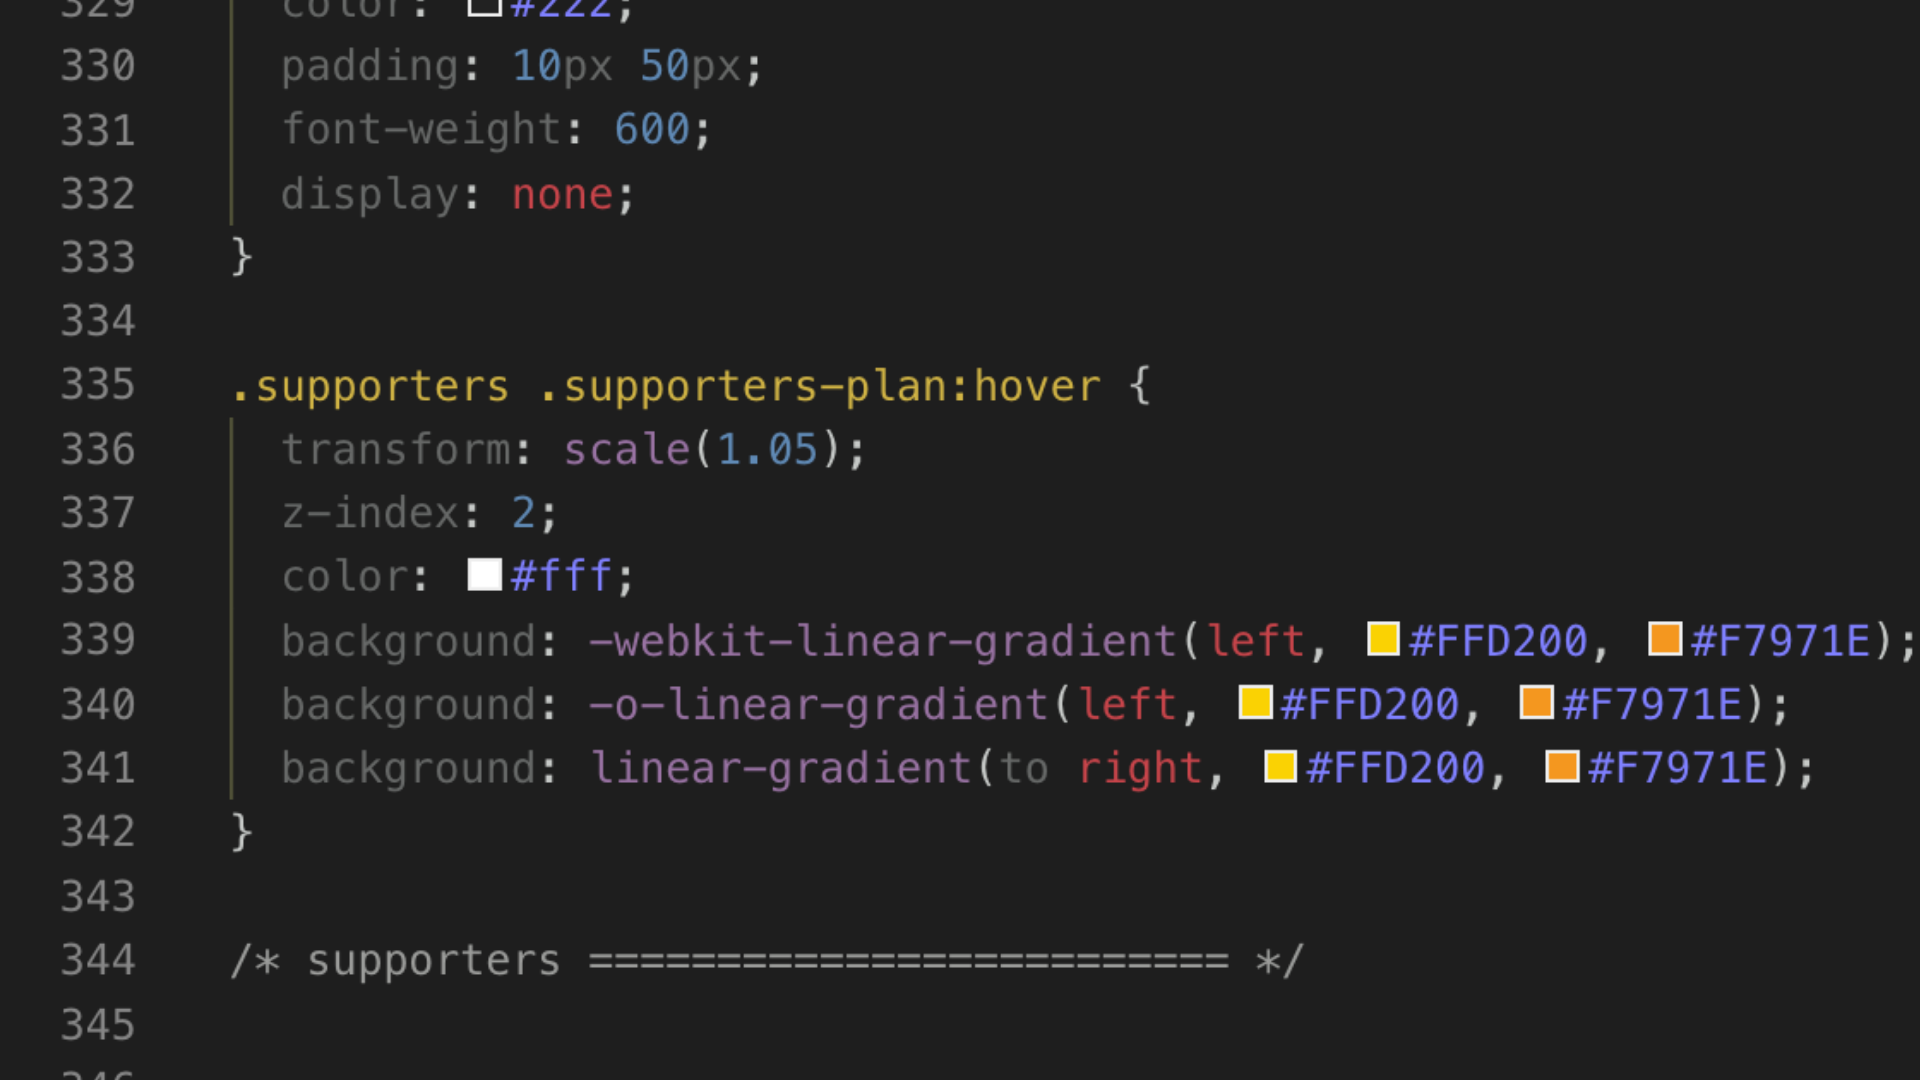 329 color: #222;
330 padding: 10px 50px;
331 font-weight: 600;
332 display: none;
333 }
334
335 .supporters .supporters-plan:hover {
336 transform: scale(1.05);
337 z-index: 2;
338 color: #fff;
339 background: -webkit-linear-gradient(left, #FFD200, #F7971E);
340 background: -o-linear-gradient(left, #FFD200, #F7971E);
341 background: linear-gradient(to right, #FFD200, #F7971E);
342 }
343
344 /* supporters ========================= */
345
346